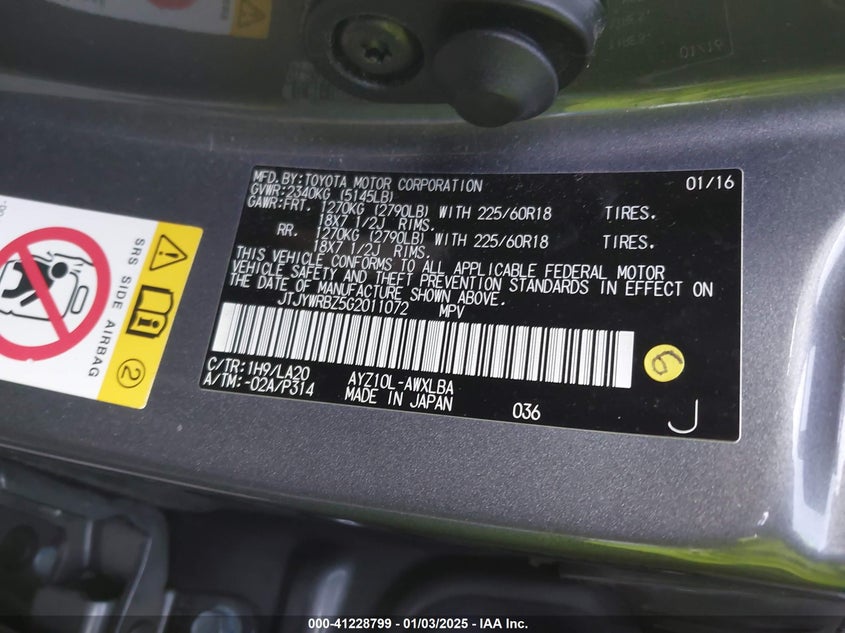 01/16
MFD.BY:TOYOTA MOTOR CORPORATION 01/16
GVWR:2340KG (5145LB)
GAWR:FRT. 1270KG (2790LB) WITH 225/60R18 TIRES.
18X7 1/2J RIMS.
RR. 1270KG (2790LB) WITH 225/60R18 TIRES.
18X7 1/2J RIMS.
THIS VEHICLE CONFORMS TO ALL APPLICABLE FEDERAL MOTOR
VEHICLE SAFETY AND THEFT PREVENTION STANDARDS IN EFFECT ON
THE DATE OF MANUFACTURE SHOWN ABOVE.
JTJYWRBZ5G2011072 MPV
C/TR:1H9/LA20 AYZ10L-AWXLBA
A/TM:-02A/P314 MADE IN JAPAN 036
J
6
SRS SIDE AIRBAG
2
000-41228799 - 01/03/2025 - IAA Inc.